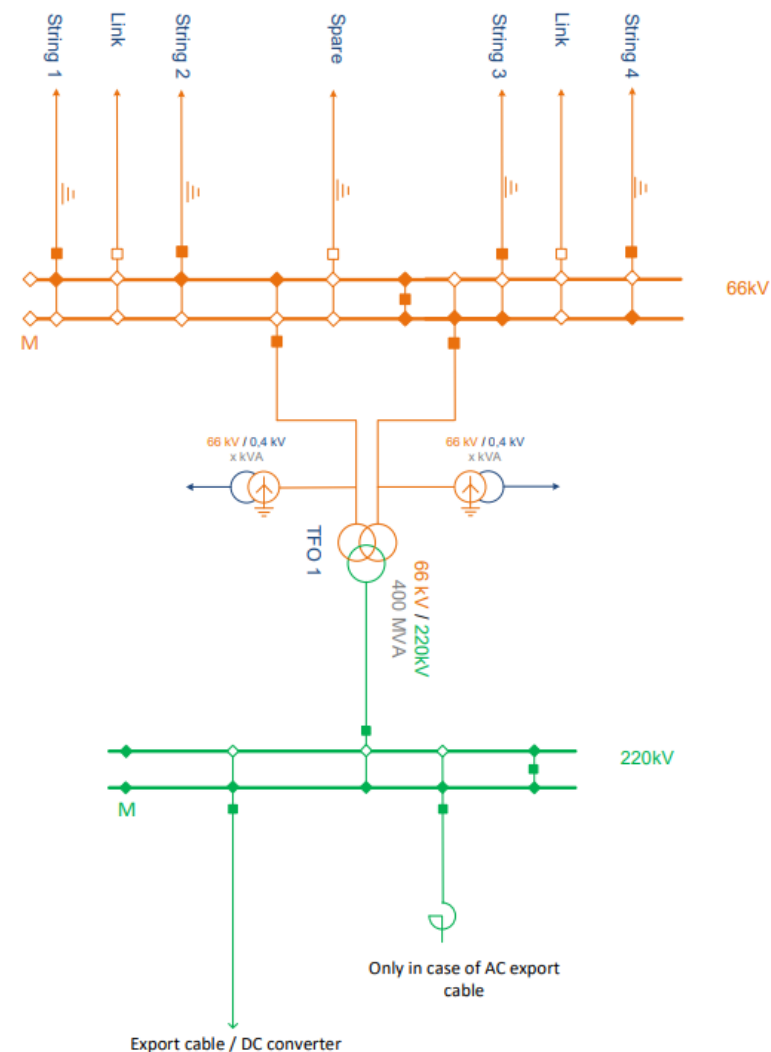 String 1
Link
String 2
Spare
String 3
Link
String 4
66kV
M
66 kV / 0,4 kV
x kVA
66 kV / 0,4 kV
x kVA
TFO 1
66 kV / 220kV
400 MVA
220kV
M
Only in case of AC export
cable
Export cable / DC converter